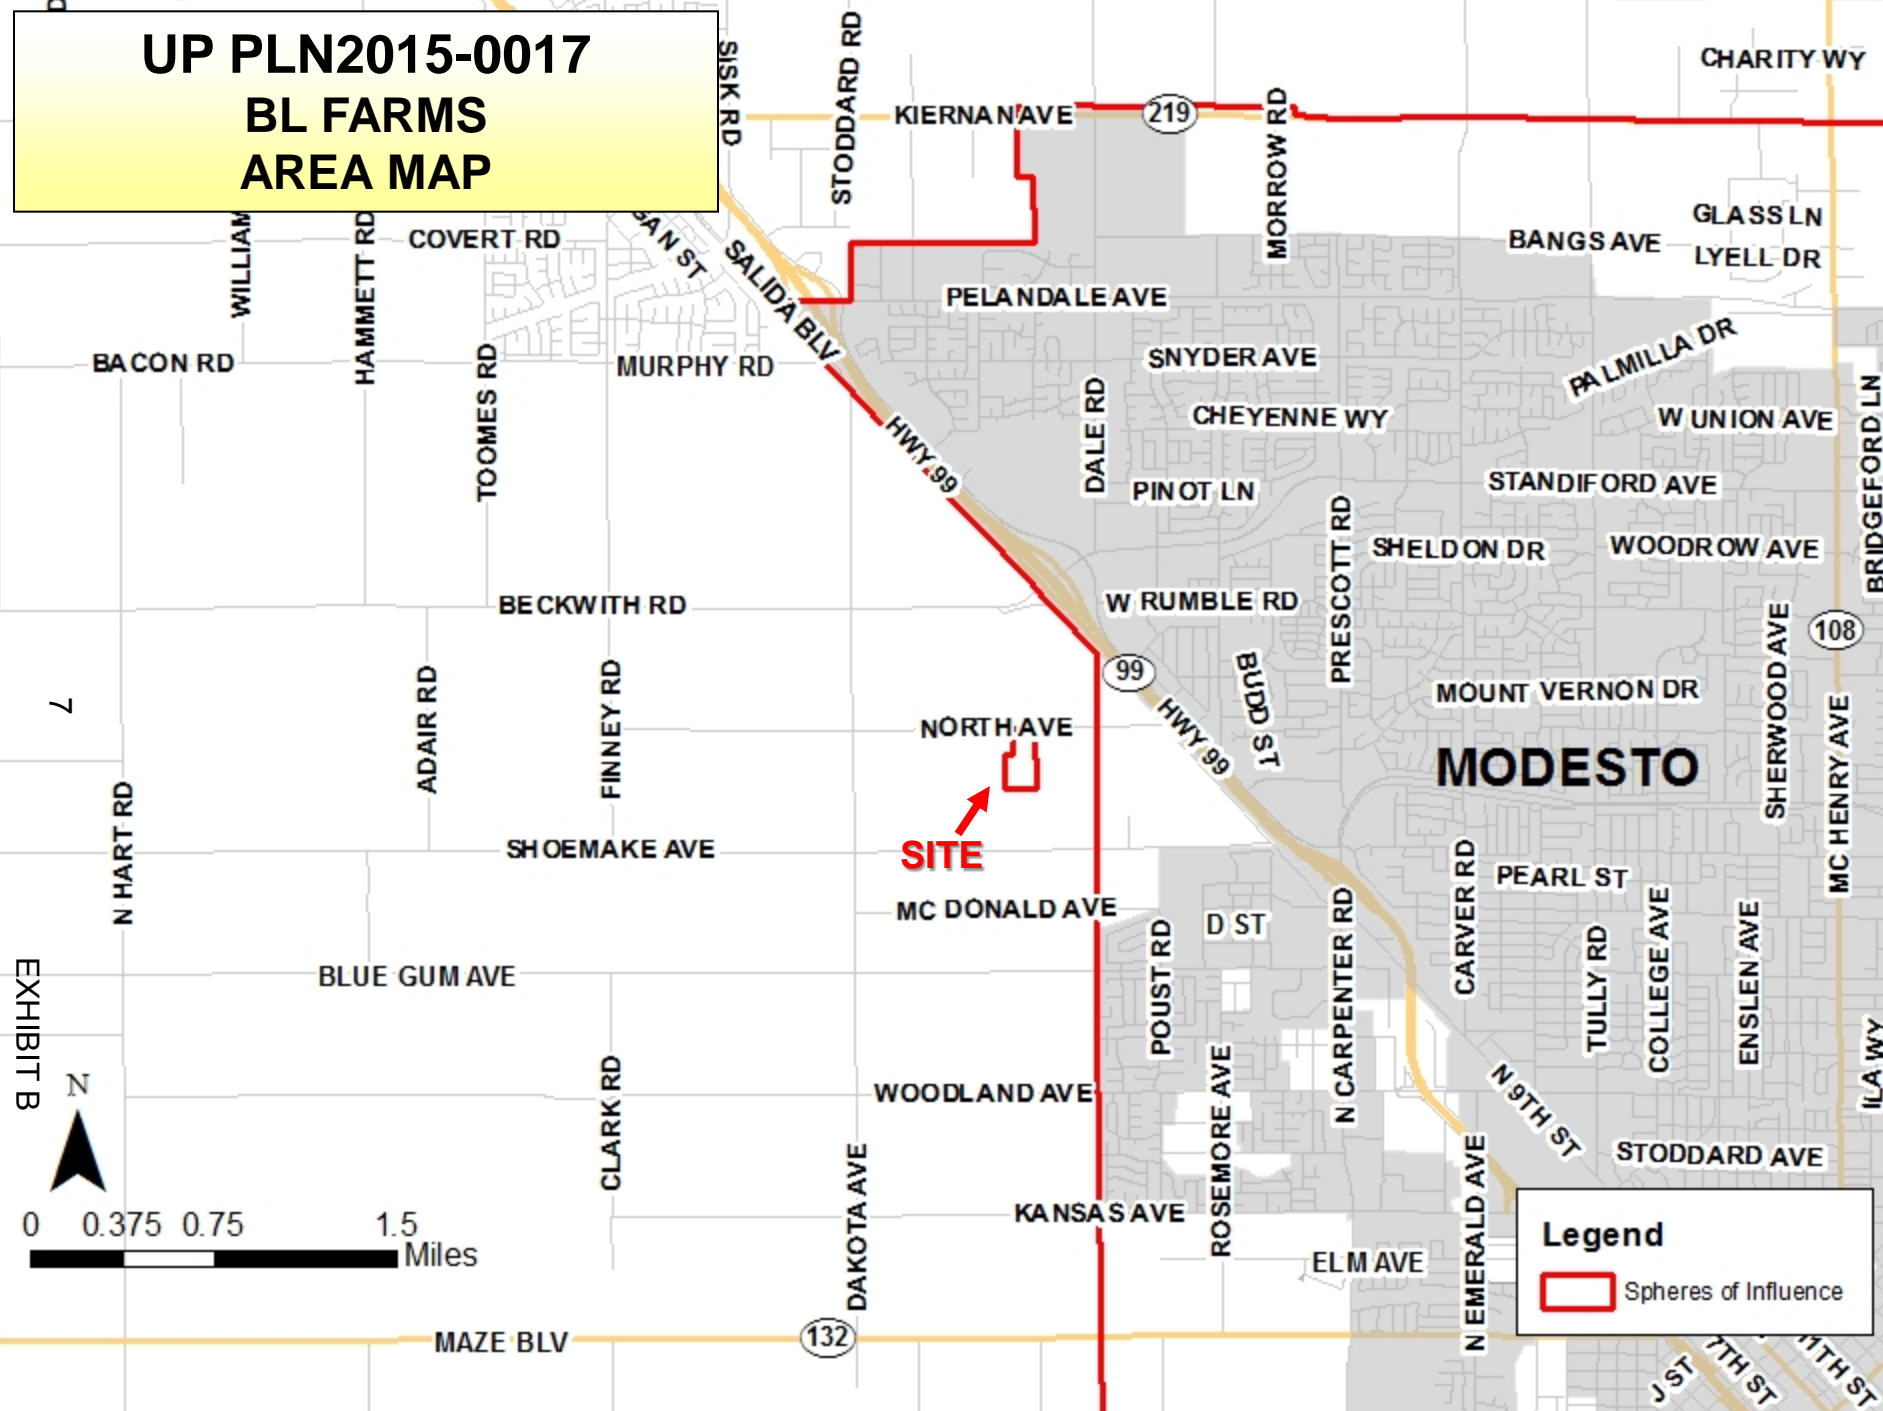 UP PLN2015-0017
BL FARMS
AREA MAP
SISK RD
STODDARD RD
KIERNAN AVE
219
MORROW RD
CHARITY WY
WILLIAM
HAMMETT RD
COVERT RD
GAN ST
SALIDA BLV
BANGS AVE
GLASS LN
LYELL DR
PELANDALE AVE
BACON RD
TOOMES RD
MURPHY RD
SNYDER AVE
PALMILLA DR
DALE RD
CHEYENNE WY
W UNION AVE
BRIDGEFORD LN
HWY 99
PINOT LN
STANDIFORD AVE
PRESCOTT RD
SHELDON DR
WOODROW AVE
BECKWITH RD
W RUMBLE RD
SHERWOOD AVE
108
ADAIR RD
FINNEY RD
99
BUDD ST
MOUNT VERNON DR
7
NORTH AVE
HWY 99
MODESTO
MC HENRY AVE
N HART RD
SHOEMAKE AVE
SITE
CARVER RD
PEARL ST
MC DONALD AVE
POUST RD
D ST
N CARPENTER RD
TULLY RD
COLLEGE AVE
ENSLEN AVE
BLUE GUM AVE
EXHIBIT B
N
CLARK RD
WOODLAND AVE
ROSEMORE AVE
N 9TH ST
ILA WY
STODDARD AVE
DAKOTA AVE
KANSAS AVE
N EMERALD AVE
0 0.375 0.75 1.5
Miles
ELM AVE
Legend
Spheres of Influence
MAZE BLV
132
J ST
7TH ST
11TH ST